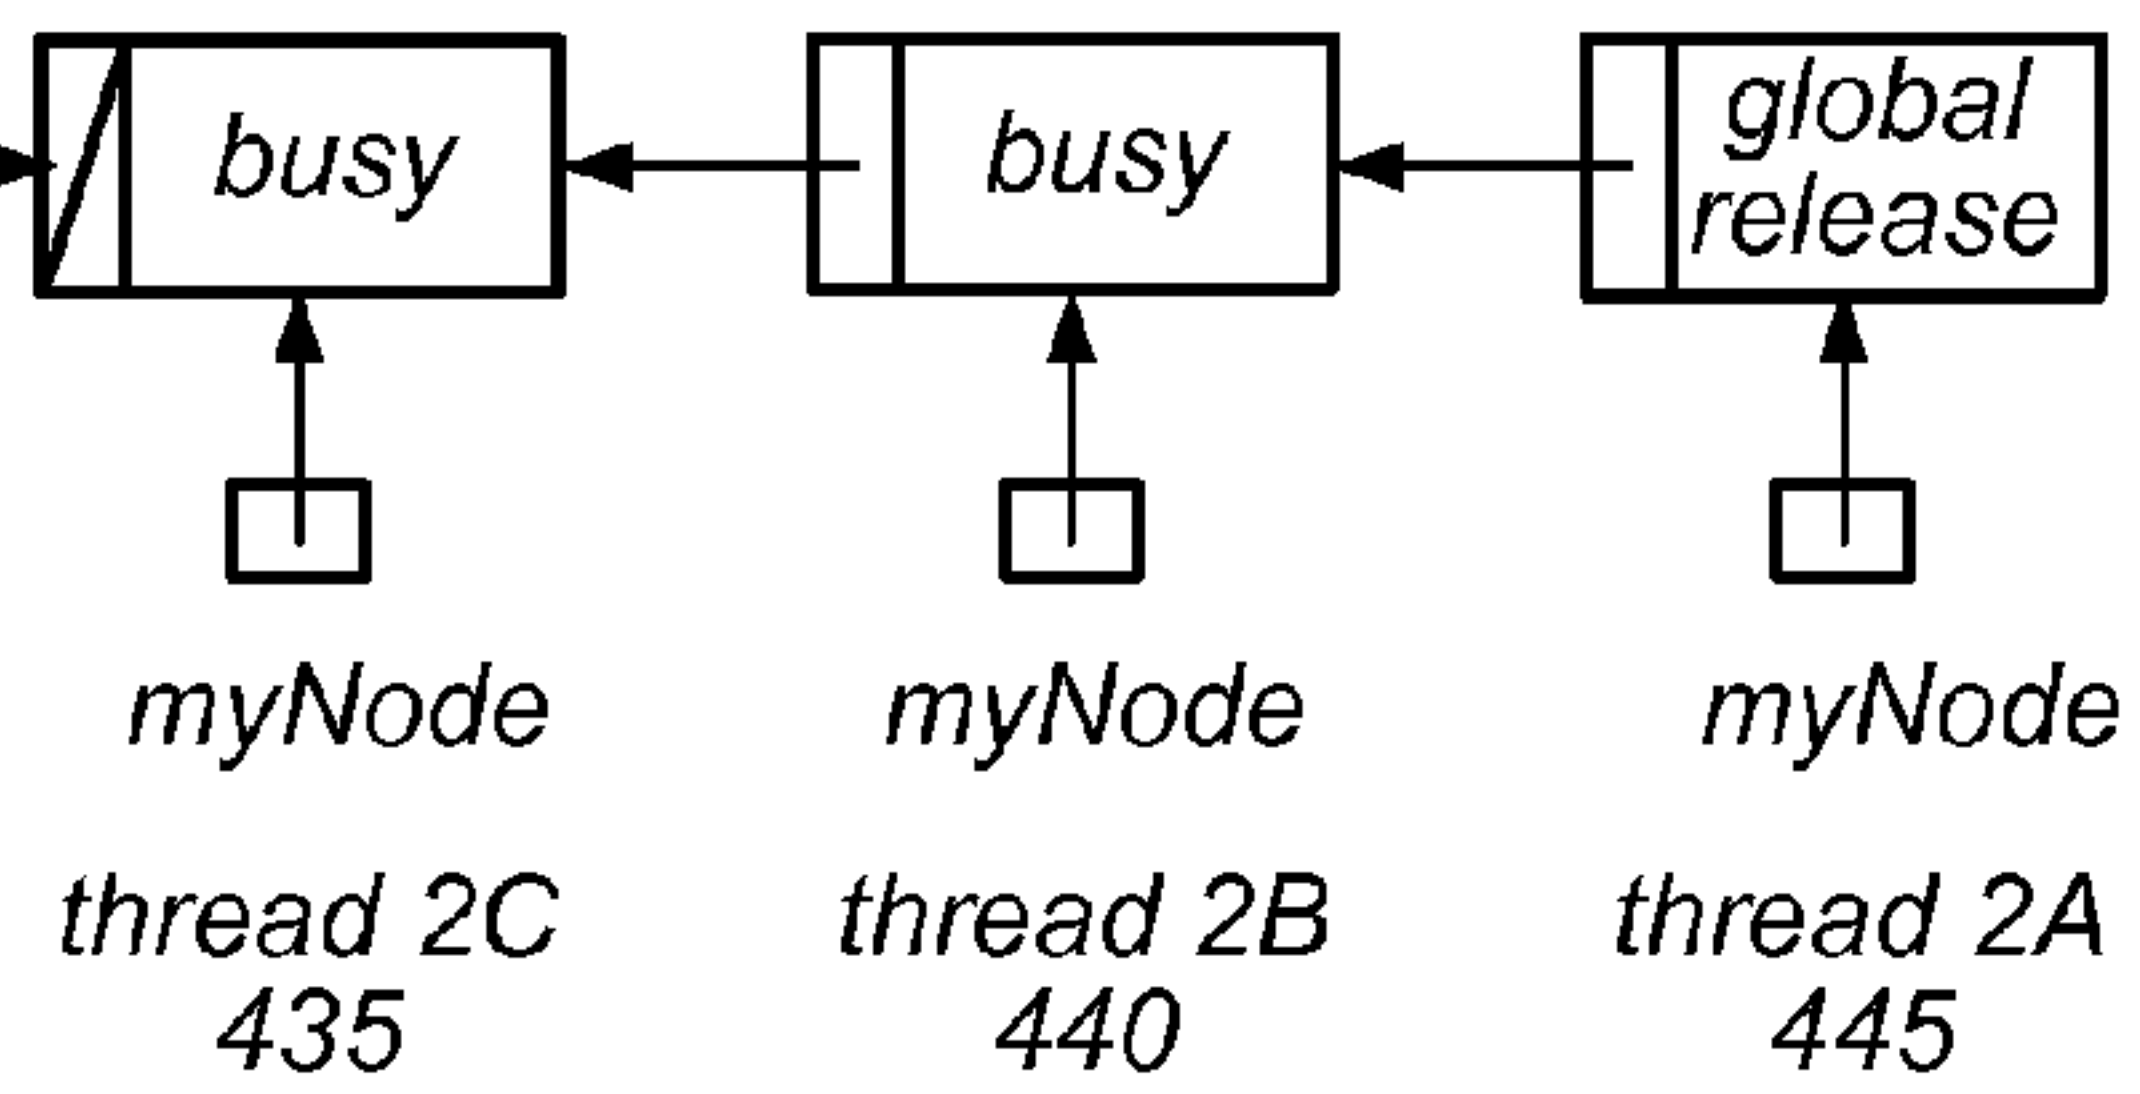 busy
busy
global
release
myNode
myNode
myNode
thread 2C
435
thread 2B
440
thread 2A
445